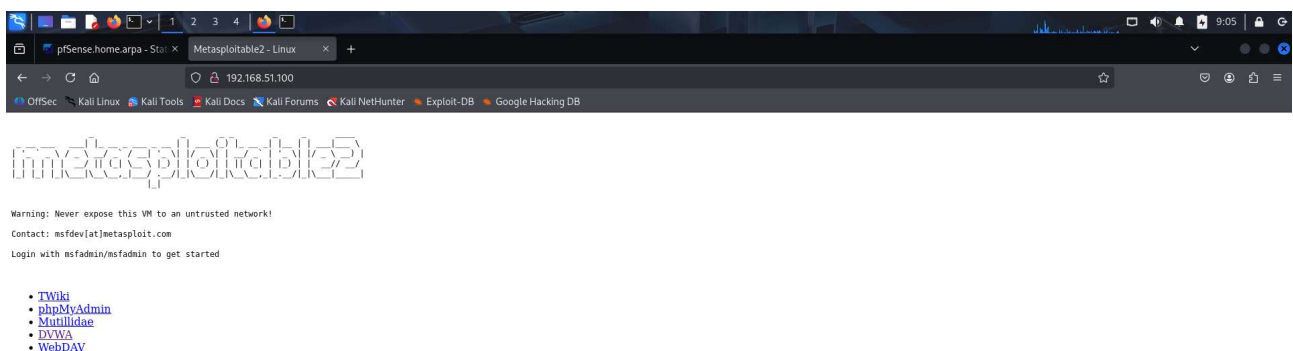 1 2 3 4 9:05
pfSense.home.arpa - Stat
Metasploitable2 - Linux
192.168.51.100
OffSec Kali Linux Kali Tools Kali Docs Kali Forums Kali NetHunter Exploit-DB Google Hacking DB
metasploitable2
Warning: Never expose this VM to an untrusted network!
Contact: msfdev[at]metasploit.com
Login with msfadmin/msfadmin to get started
• TWiki
• phpMyAdmin
• Mutillidae
• DVWA
• WebDAV